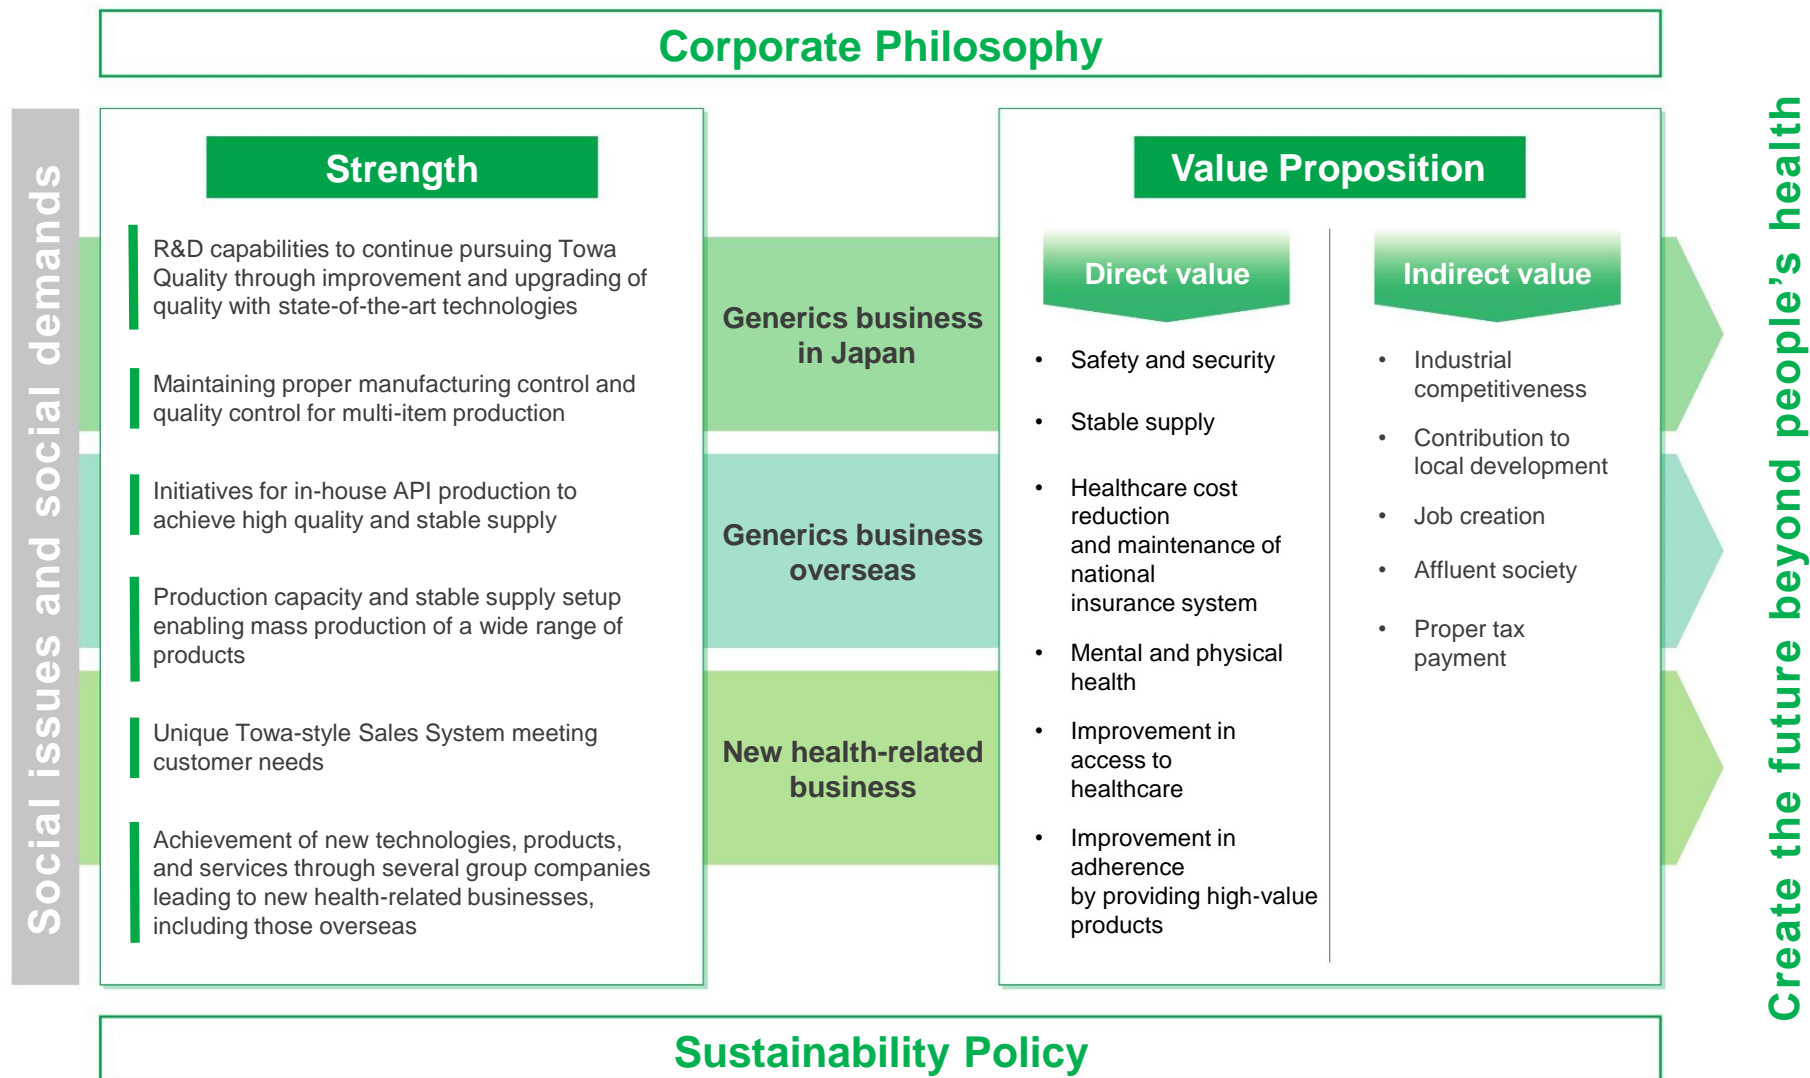 Corporate Philosophy
Social issues and social demands
Strength
R&D capabilities to continue pursuing Towa
Quality through improvement and upgrading of
quality with state-of-the-art technologies
Maintaining proper manufacturing control and
quality control for multi-item production
Initiatives for in-house API production to
achieve high quality and stable supply
Production capacity and stable supply setup
enabling mass production of a wide range of
products
Unique Towa-style Sales System meeting
customer needs
Achievement of new technologies, products,
and services through several group companies
leading to new health-related businesses,
including those overseas
Generics business
in Japan
Generics business
overseas
New health-related
business
Value Proposition
Direct value
• Safety and security
• Stable supply
• Healthcare cost
reduction
and maintenance of
national
insurance system
• Mental and physical
health
• Improvement in
access to
healthcare
• Improvement in
adherence
by providing high-value
products
Indirect value
• Industrial
competitiveness
• Contribution to
local development
• Job creation
• Affluent society
• Proper tax
payment
Create the future beyond people’s health
Sustainability Policy